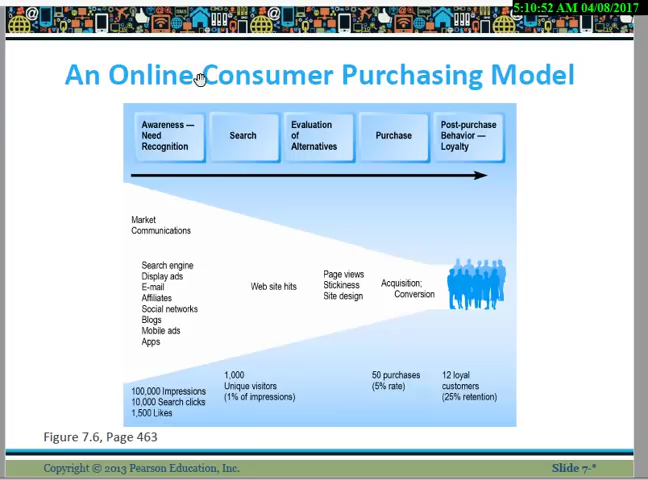 5:10:52 AM 04/08/2017
An Online Consumer Purchasing Model
Awareness —
Need
Recognition
Search
Evaluation
of
Alternatives
Purchase
Post-purchase
Behavior —
Loyalty
Market
Communications
Search engine
Display ads
E-mail
Affiliates
Social networks
Blogs
Mobile ads
Apps
Web site hits
Page views
Stickiness
Site design
Acquisition;
Conversion
100,000 Impressions
10,000 Search clicks
1,500 Likes
1,000
Unique visitors
(1% of impressions)
50 purchases
(5% rate)
12 loyal
customers
(25% retention)
Figure 7.6, Page 463
Copyright © 2013 Pearson Education, Inc.
Slide 7-*